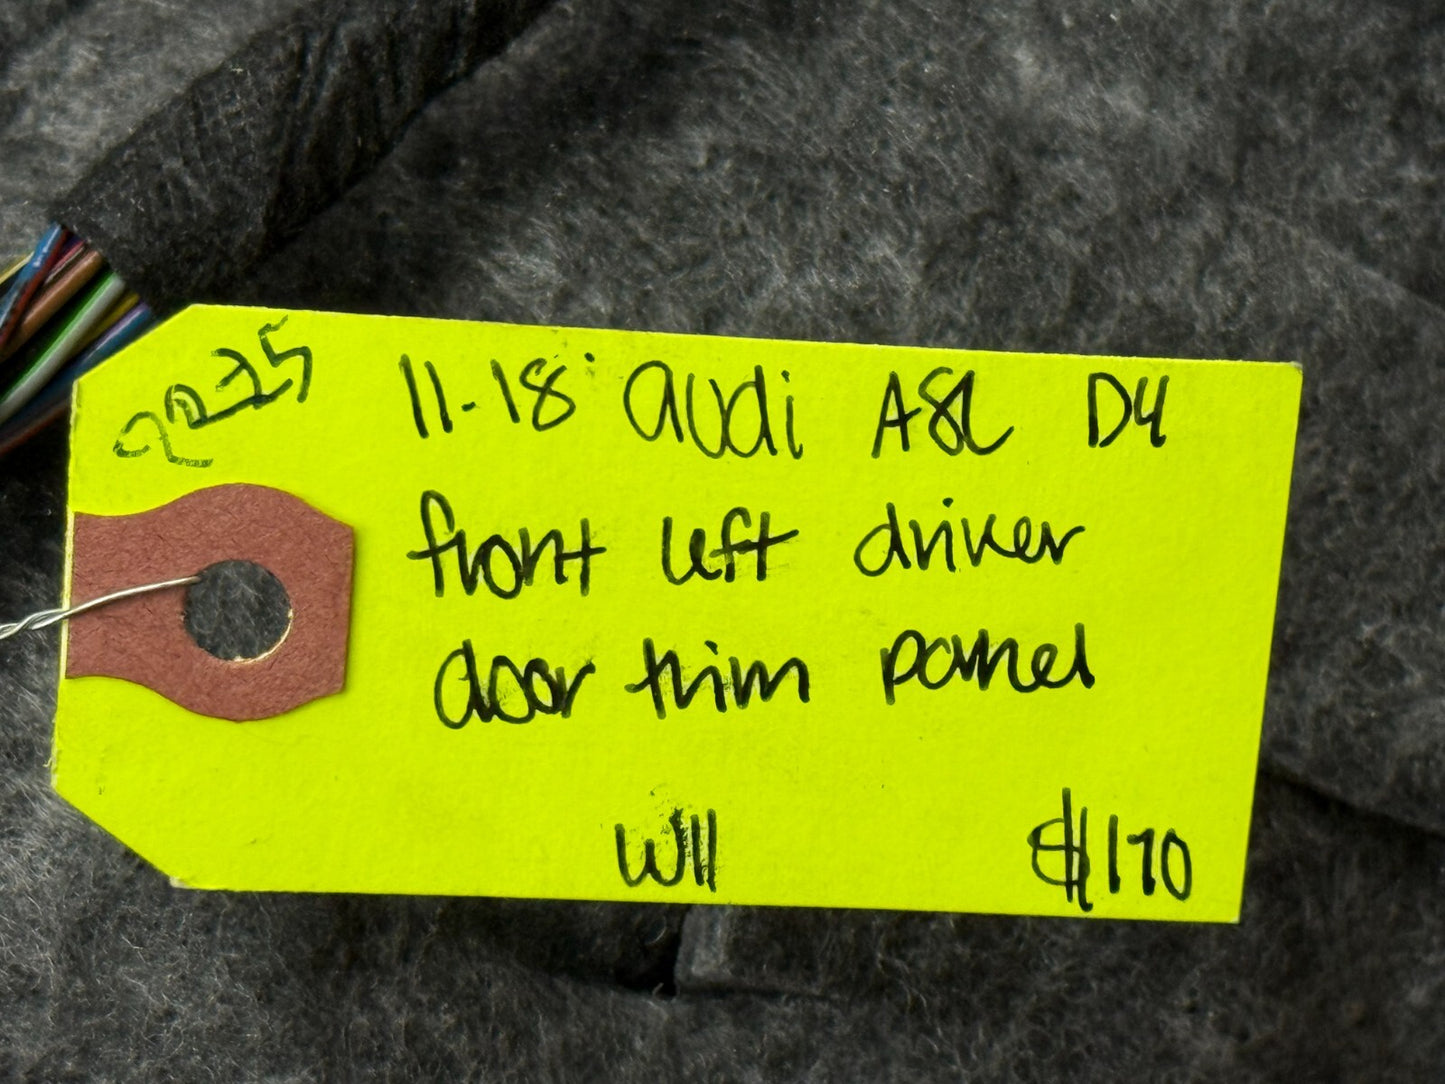 2225
11-18 Audi A8L D4
front left driver
door trim panel
W11
$170